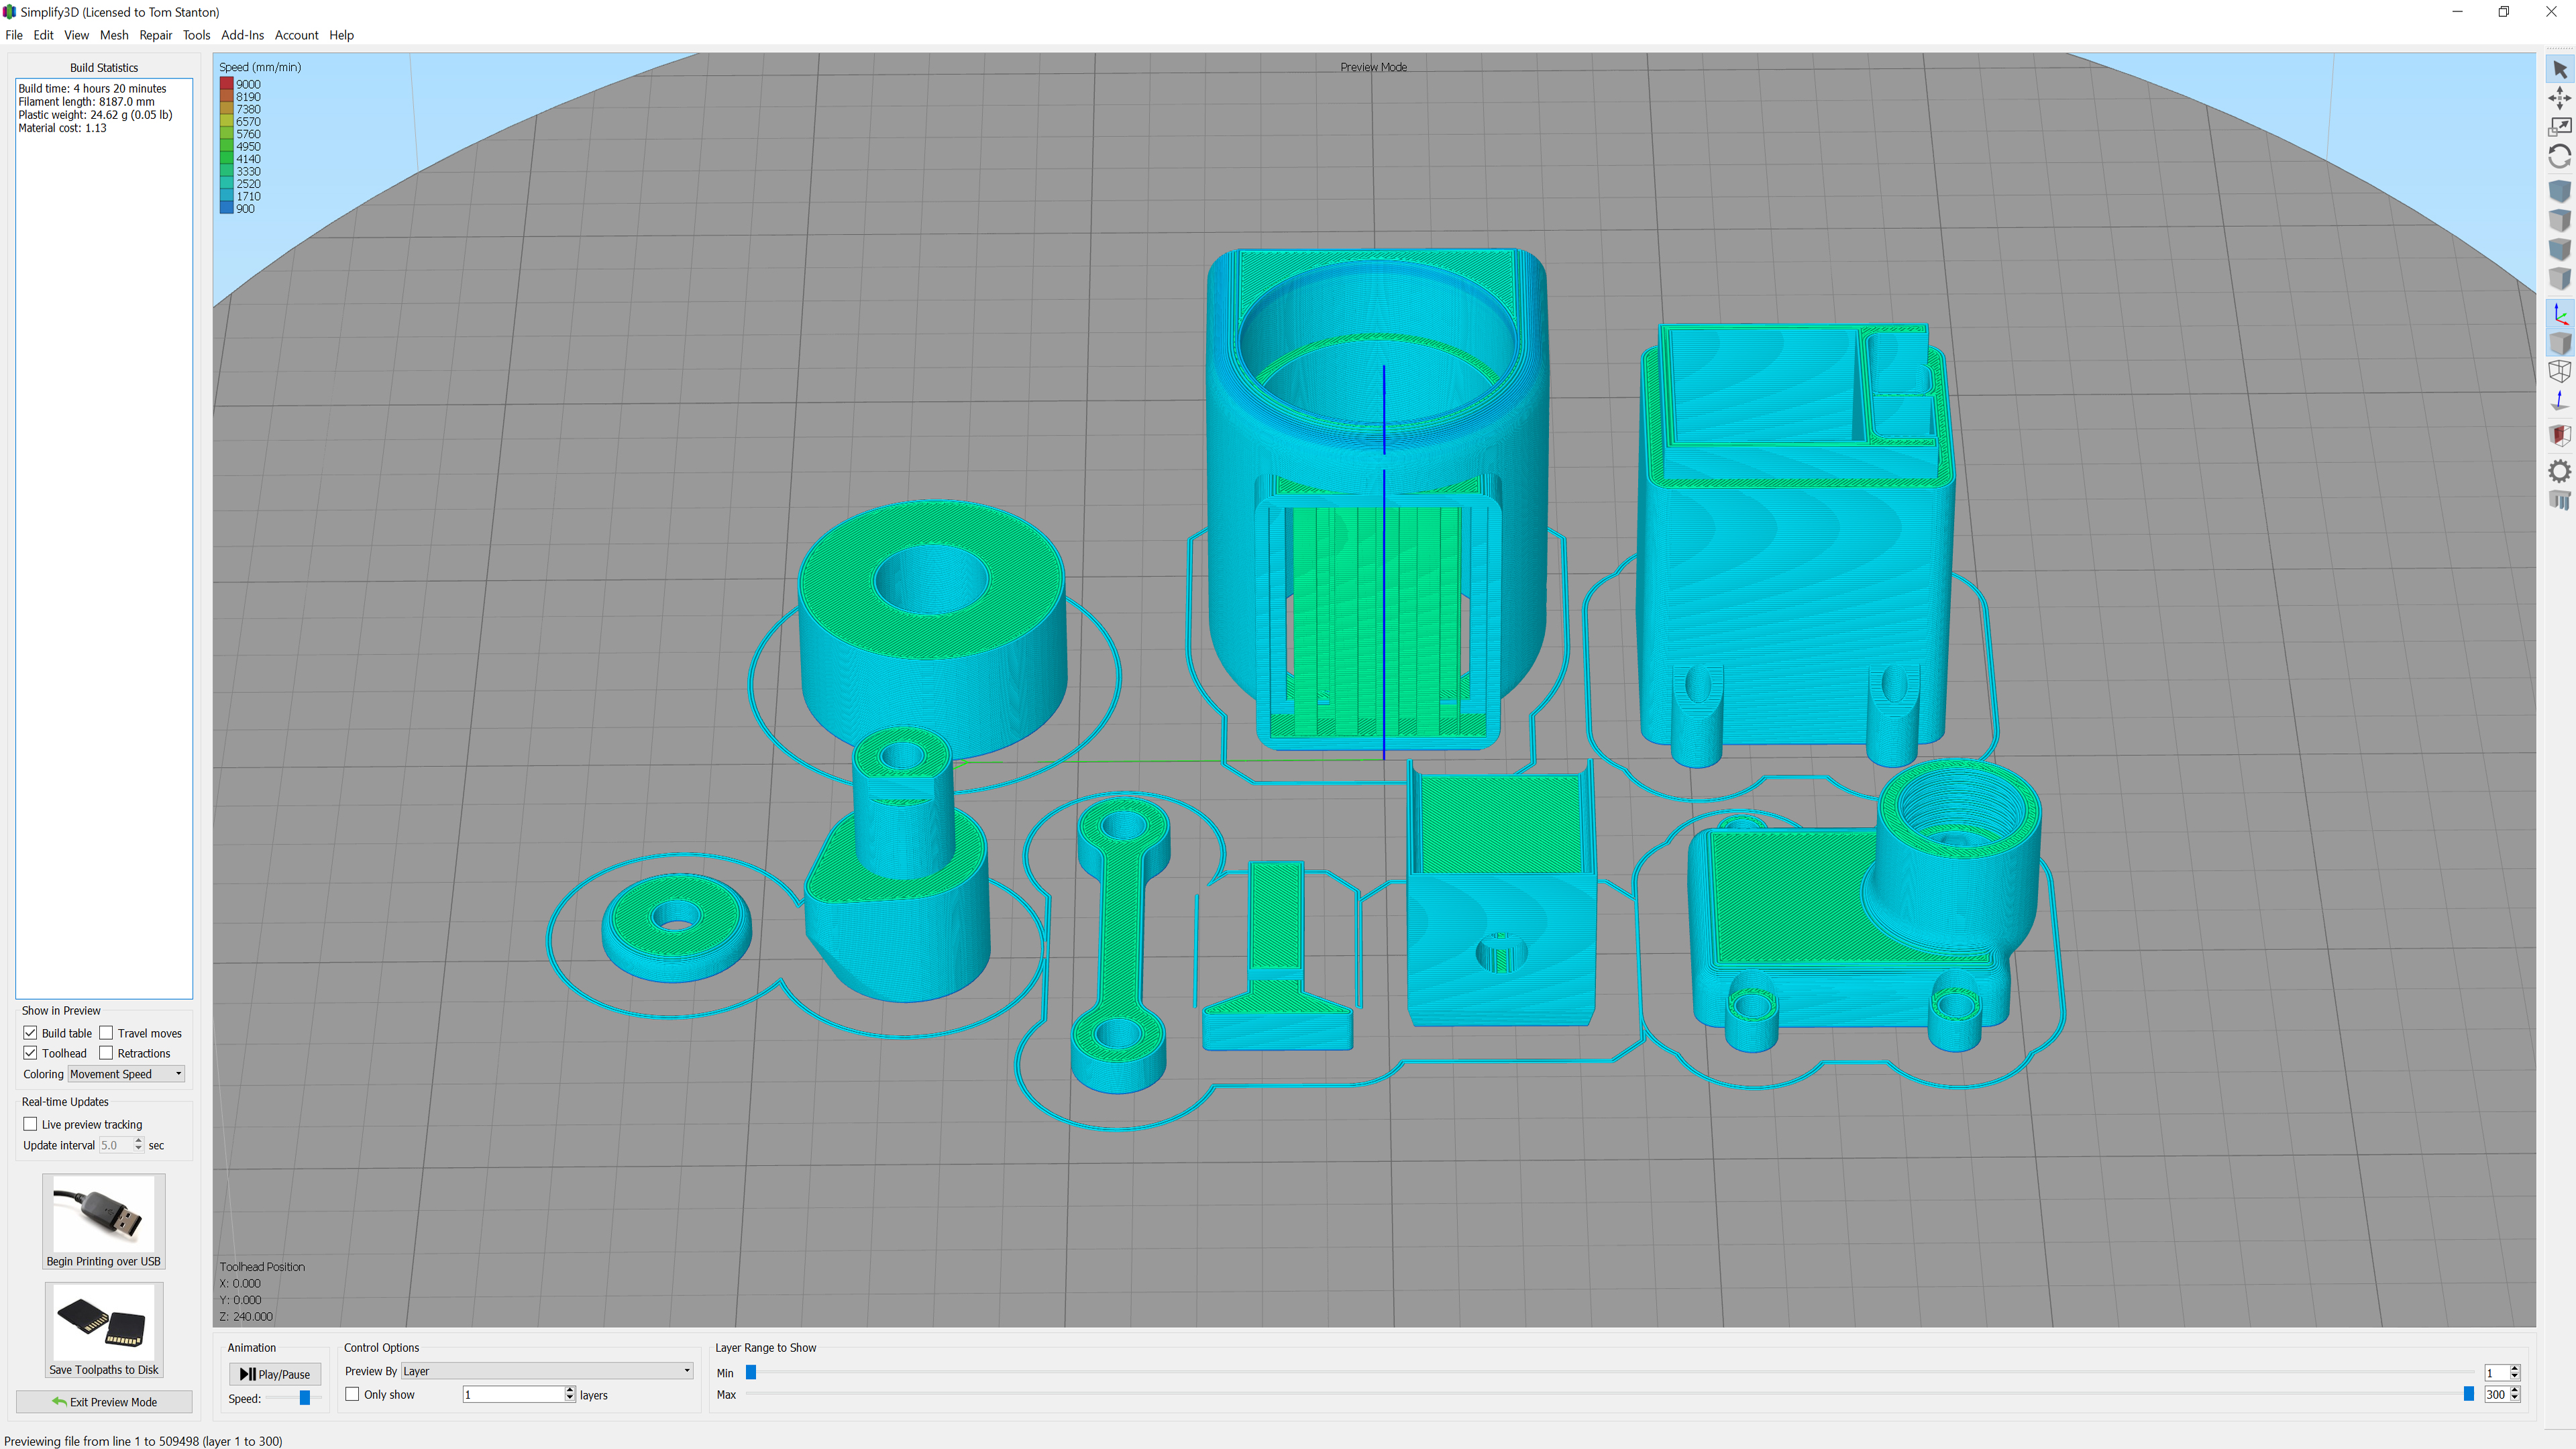 Simplify3D (Licensed to Tom Stanton)
File Edit View Mesh Repair Tools Add-Ins Account Help
Build Statistics
Build time: 4 hours 20 minutes
Filament length: 8187.0 mm
Plastic weight: 24.62 g (0.05 lb)
Material cost: 1.13
Speed (mm/min)
9000
8190
7380
6570
5760
4950
4140
3330
2520
1710
900
Preview Mode
Show in Preview
Build table Travel moves
Toolhead Retractions
Coloring Movement Speed
Real-time Updates
Live preview tracking
Update interval 5.0 sec
Begin Printing over USB
Save Toolpaths to Disk
Exit Preview Mode
Toolhead Position
X: 0.000
Y: 0.000
Z: 240.000
Animation
Play/Pause
Speed:
Control Options
Preview By Layer
Only show 1 layers
Layer Range to Show
Min 1
Max 300
Previewing file from line 1 to 509498 (layer 1 to 300)